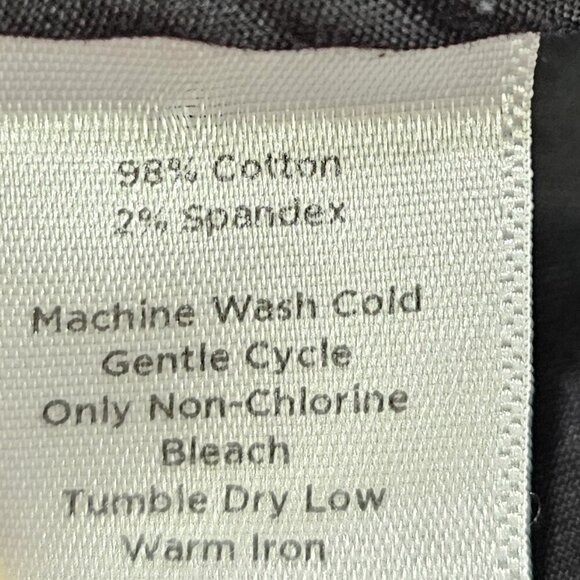 98% Cotton
2% Spandex
Machine Wash Cold
Gentle Cycle
Only Non-Chlorine
Bleach
Tumble Dry Low
Warm Iron